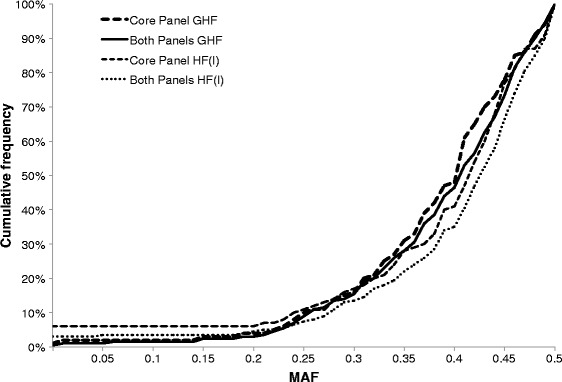 100%
90%
80%
70%
60%
50%
40%
30%
20%
10%
0%
Cumulative frequency
Core Panel GHF
Both Panels GHF
Core Panel HF(I)
Both Panels HF(I)
0.05 0.1 0.15 0.2 0.25 0.3 0.35 0.4 0.45 0.5
MAF